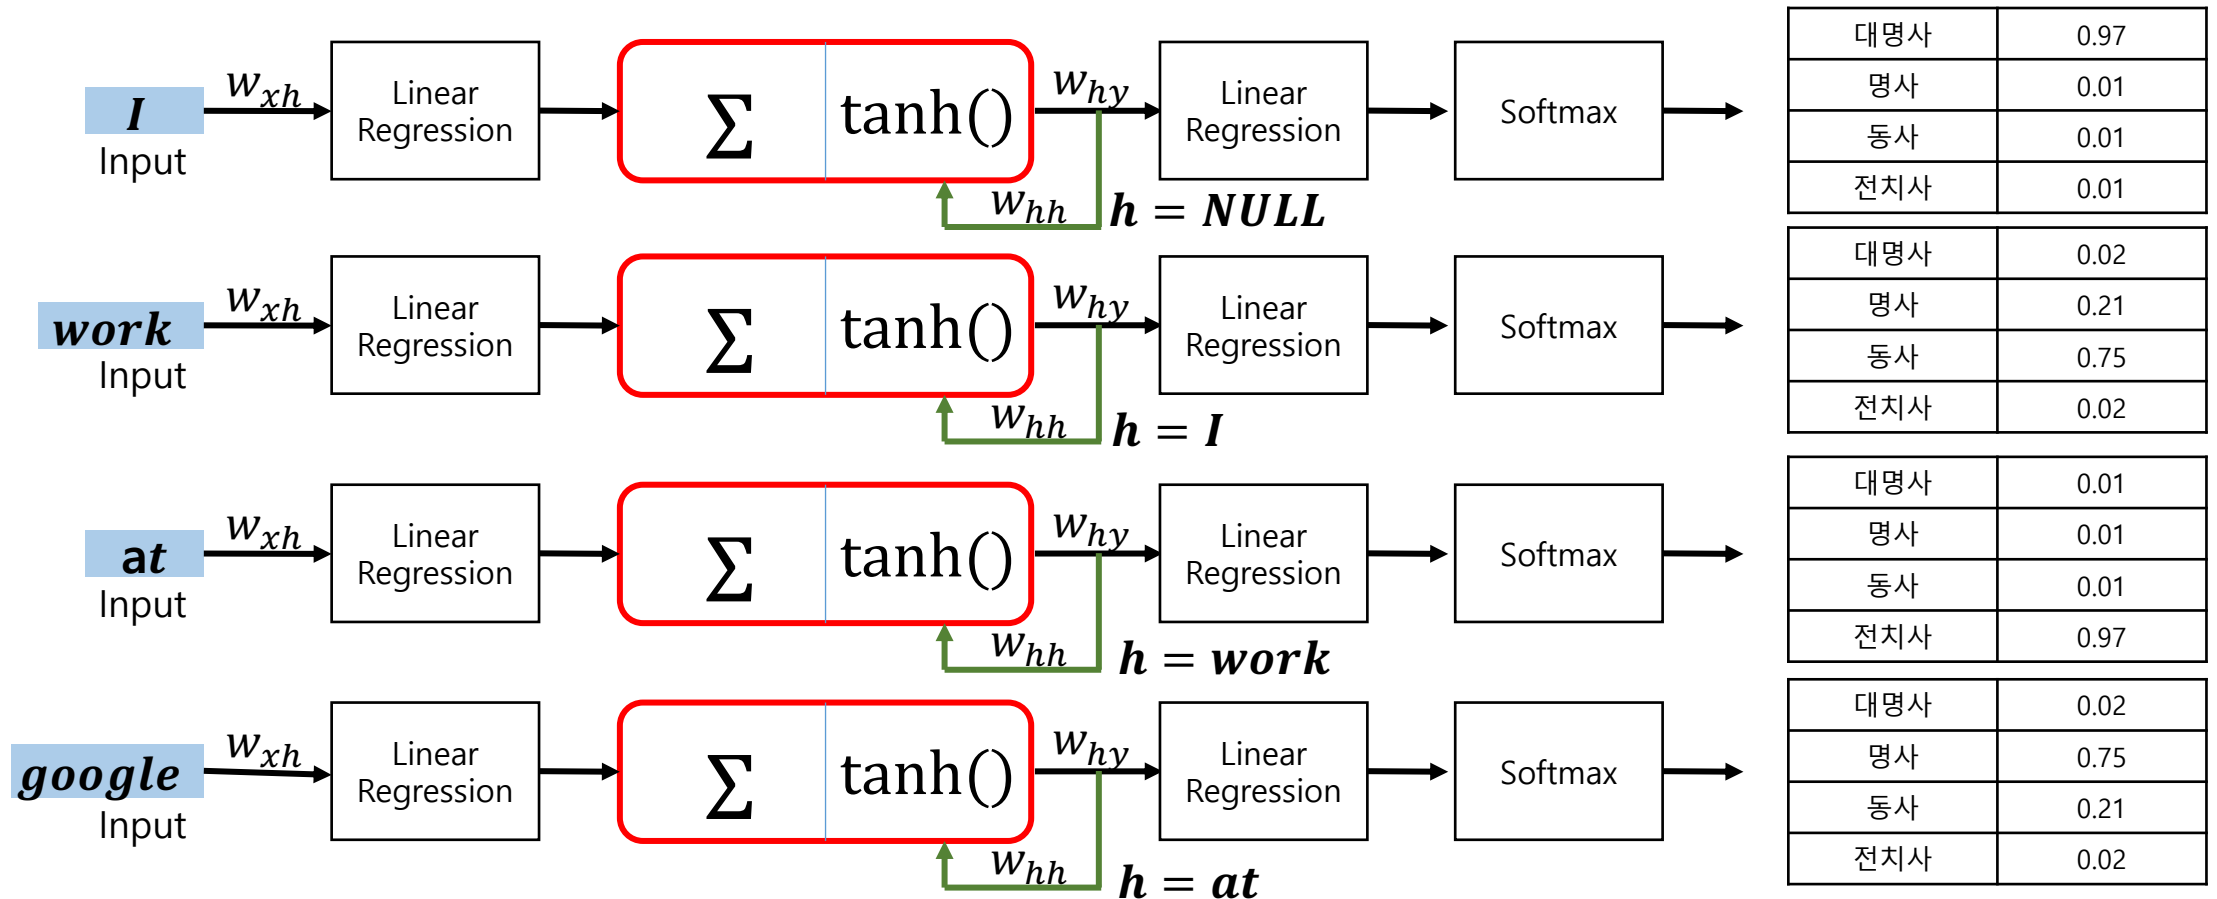 I
Input
w_xh
Linear
Regression
∑
tanh()
w_hy
w_hh
h = NULL
Linear
Regression
Softmax
대명사 0.97
명사 0.01
동사 0.01
전치사 0.01
work
Input
w_xh
Linear
Regression
∑
tanh()
w_hy
w_hh
h = I
Linear
Regression
Softmax
대명사 0.02
명사 0.21
동사 0.75
전치사 0.02
at
Input
w_xh
Linear
Regression
∑
tanh()
w_hy
w_hh
h = work
Linear
Regression
Softmax
대명사 0.01
명사 0.01
동사 0.01
전치사 0.97
google
Input
w_xh
Linear
Regression
∑
tanh()
w_hy
w_hh
h = at
Linear
Regression
Softmax
대명사 0.02
명사 0.75
동사 0.21
전치사 0.02